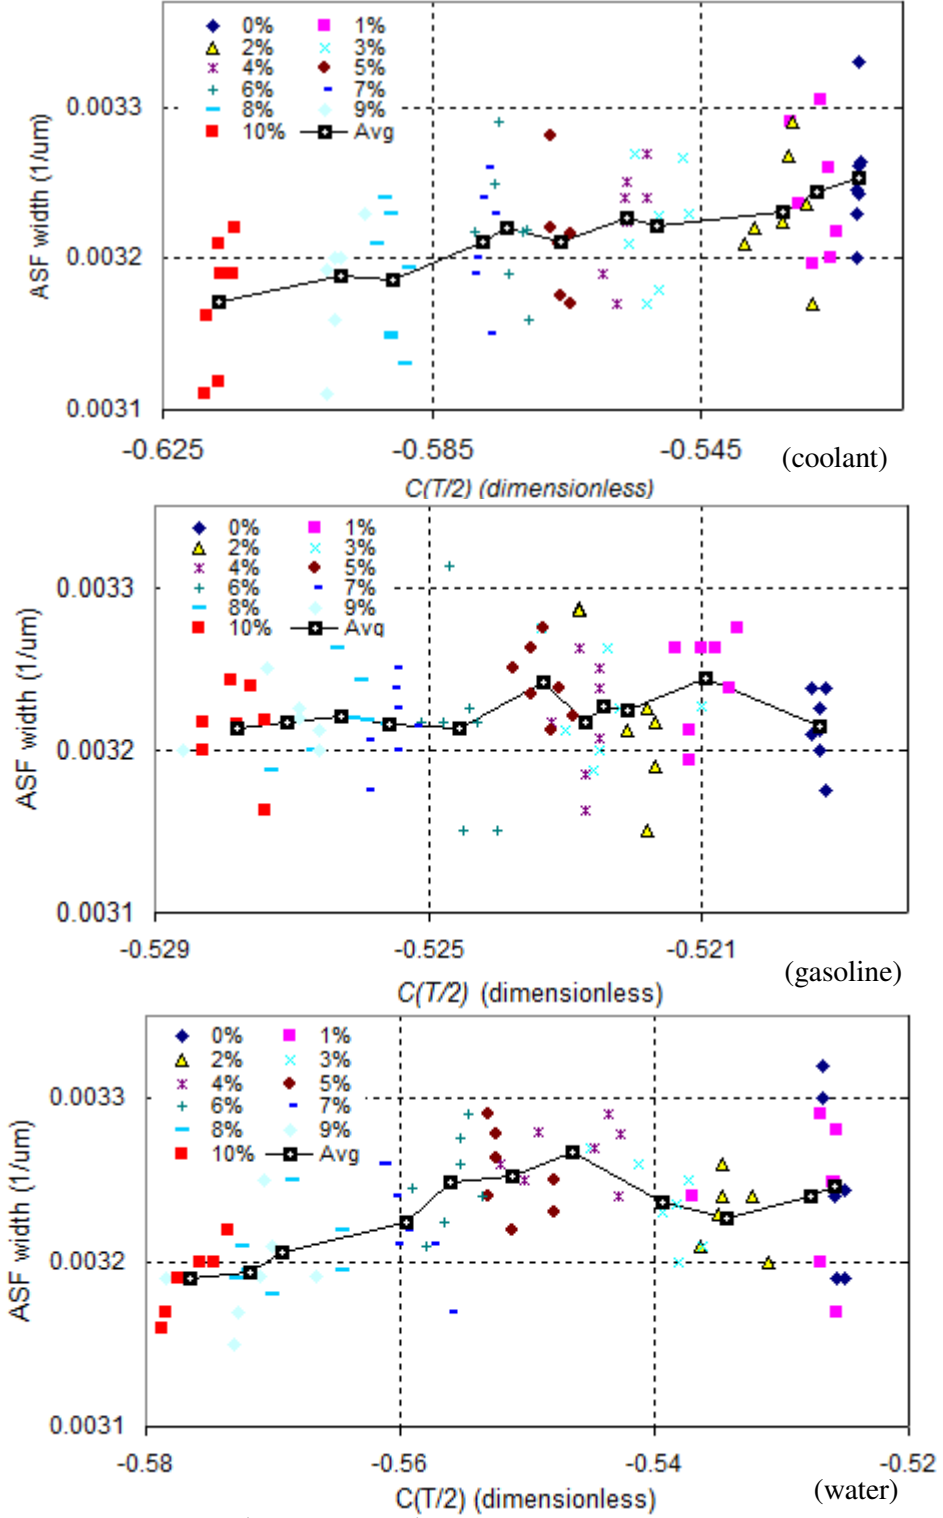 0% 1%
2% 3%
4% 5%
6% 7%
8% 9%
10% Avg
0.0033
0.0032
0.0031
ASF width (1/um)
-0.625 -0.585 -0.545
(coolant)
C(T/2) (dimensionless)
0% 1%
2% 3%
4% 5%
6% 7%
8% 9%
10% Avg
0.0033
0.0032
0.0031
ASF width (1/um)
-0.529 -0.525 -0.521
(gasoline)
C(T/2) (dimensionless)
0% 1%
2% 3%
4% 5%
6% 7%
8% 9%
10% Avg
0.0033
0.0032
0.0031
ASF width (1/um)
-0.58 -0.56 -0.54 -0.52
(water)
C(T/2) (dimensionless)